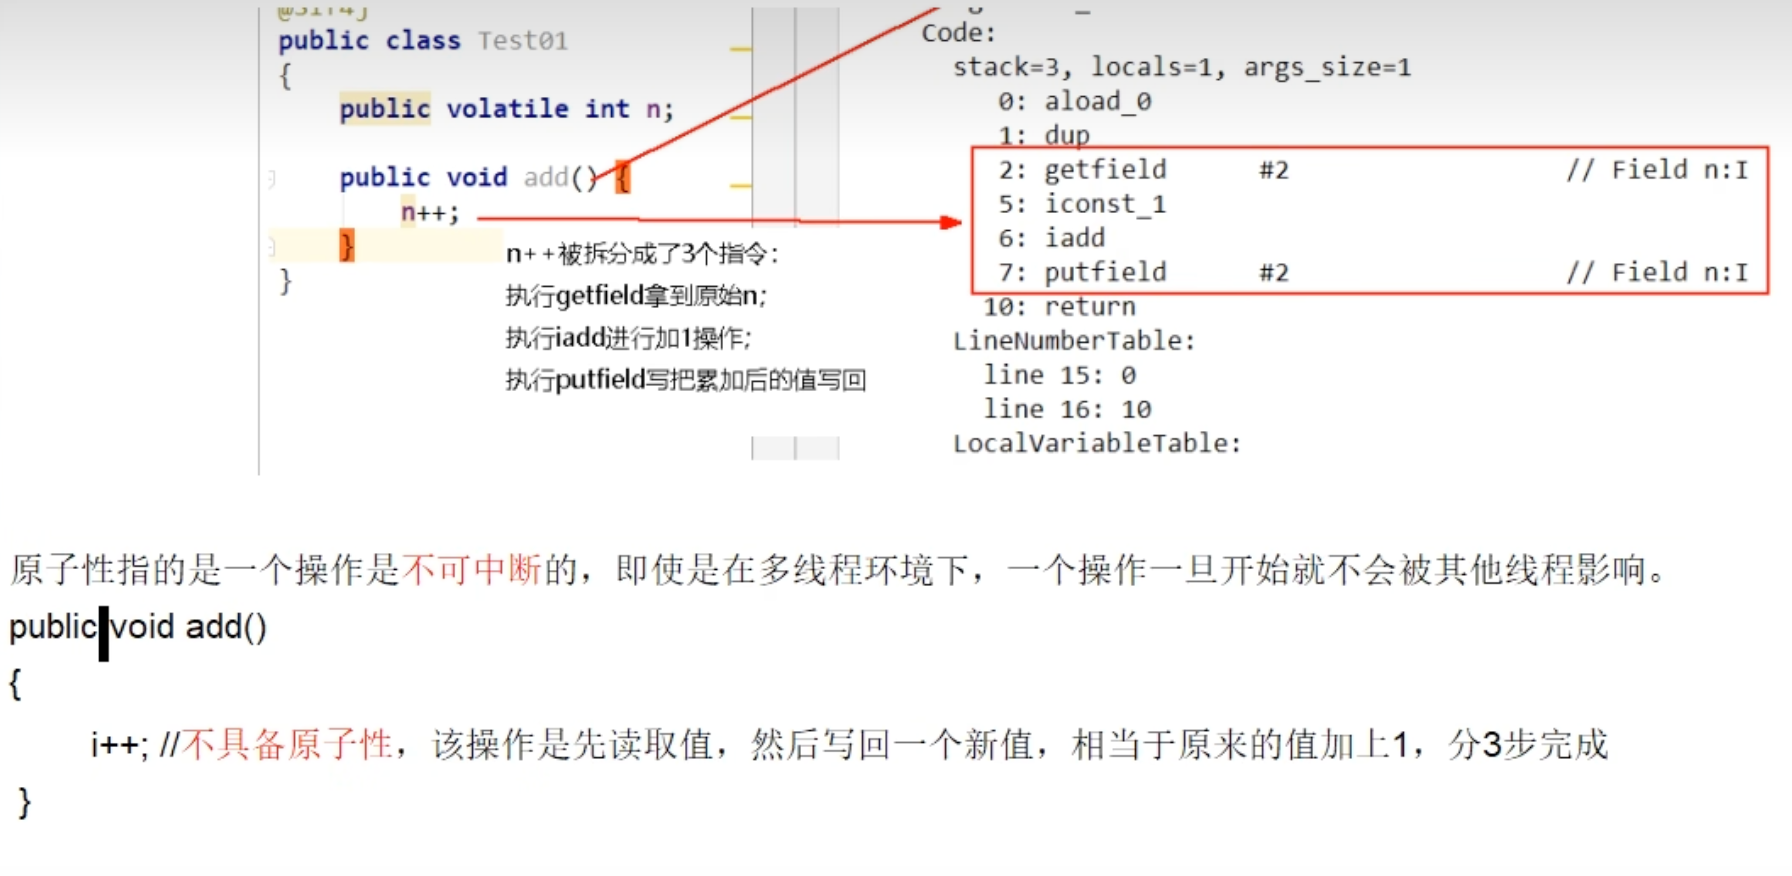 @Slf4j
public class Test01
{
public volatile int n;
public void add() {
n++;
}
}
n++被拆分成了3个指令：
执行getfield拿到原始n；
执行iadd进行加1操作；
执行putfield写把累加后的值写回
Code:
stack=3, locals=1, args_size=1
0: aload_0
1: dup
2: getfield #2 // Field n:I
5: iconst_1
6: iadd
7: putfield #2 // Field n:I
10: return
LineNumberTable:
line 15: 0
line 16: 10
LocalVariableTable:
原子性指的是一个操作是不可中断的，即使是在多线程环境下，一个操作一旦开始就不会被其他线程影响。
public void add()
{
i++; //不具备原子性，该操作是先读取值，然后写回一个新值，相当于原来的值加上1，分3步完成
}